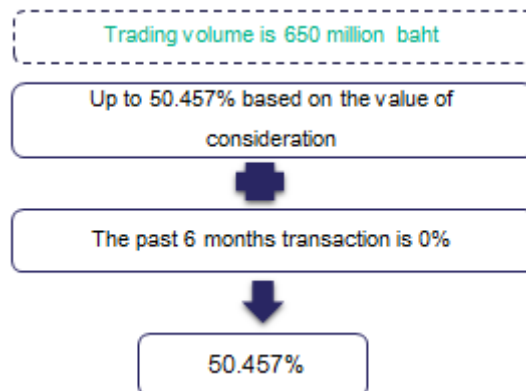 Trading volume is 650 million baht
Up to 50.457% based on the value of
consideration
The past 6 months transaction is 0%
50.457%